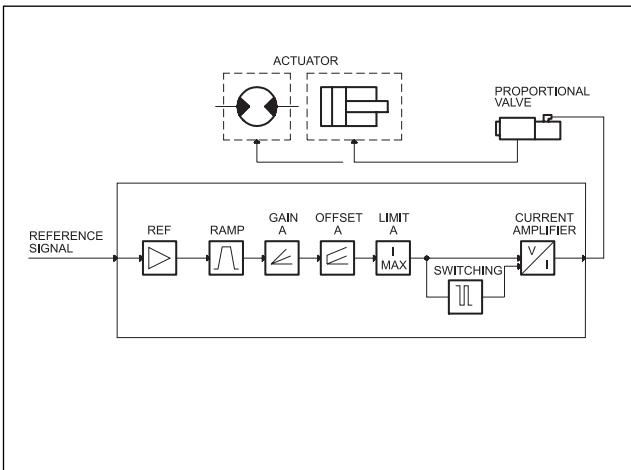 ACTUATOR
PROPORTIONAL
VALVE
REFERENCE
SIGNAL
REF
RAMP
GAIN
A
OFFSET
A
LIMIT
A
I
MAX
SWITCHING
CURRENT
AMPLIFIER
V
I